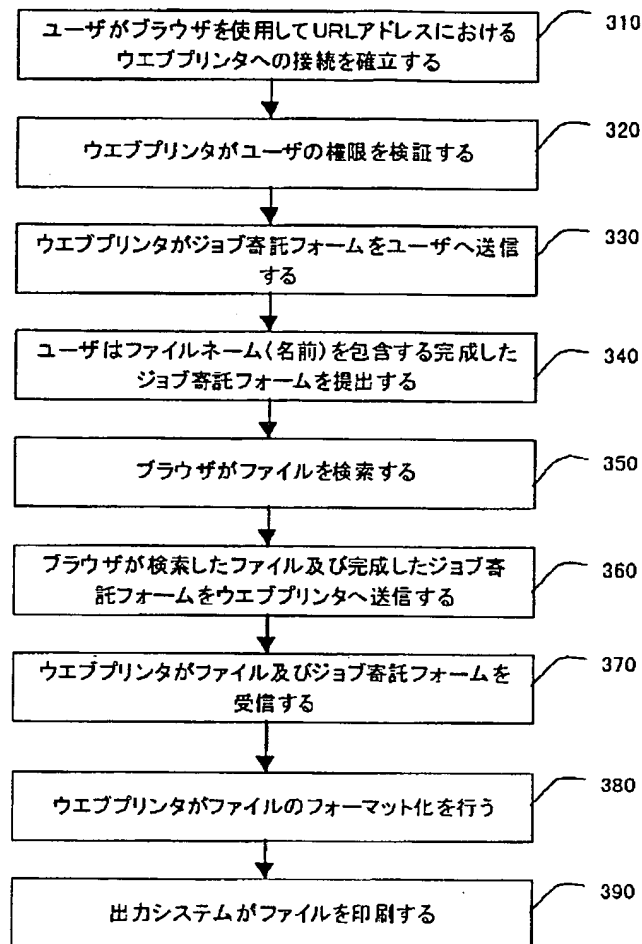 ユーザがブラウザを使用してURLアドレスにおける
ウエブプリンタへの接続を確立する
310
ウエブプリンタがユーザの権限を検証する
320
ウエブプリンタがジョブ寄託フォームをユーザへ送信
する
330
ユーザはファイルネーム(名前)を包含する完成した
ジョブ寄託フォームを提出する
340
ブラウザがファイルを検索する
350
ブラウザが検索したファイル及び完成したジョブ寄
託フォームをウエブプリンタへ送信する
360
ウエブプリンタがファイル及びジョブ寄託フォームを
受信する
370
ウエブプリンタがファイルのフォーマット化を行う
380
出力システムがファイルを印刷する
390